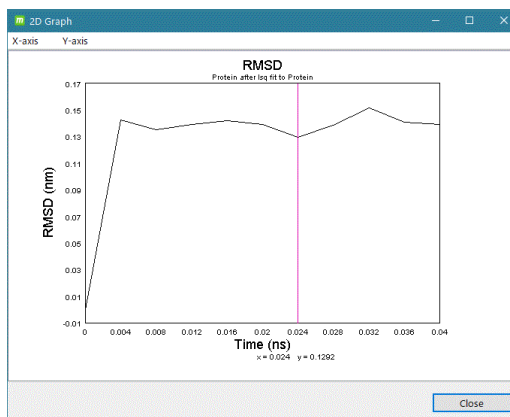 2D Graph
X-axis Y-axis
RMSD
Protein after lsq fit to Protein
RMSD (nm)
0.17
0.15
0.13
0.11
0.09
0.07
0.05
0.03
0.01
-0.01
0 0.004 0.008 0.012 0.016 0.02 0.024 0.028 0.032 0.036 0.04
Time (ns)
x = 0.024 y = 0.1292
Close